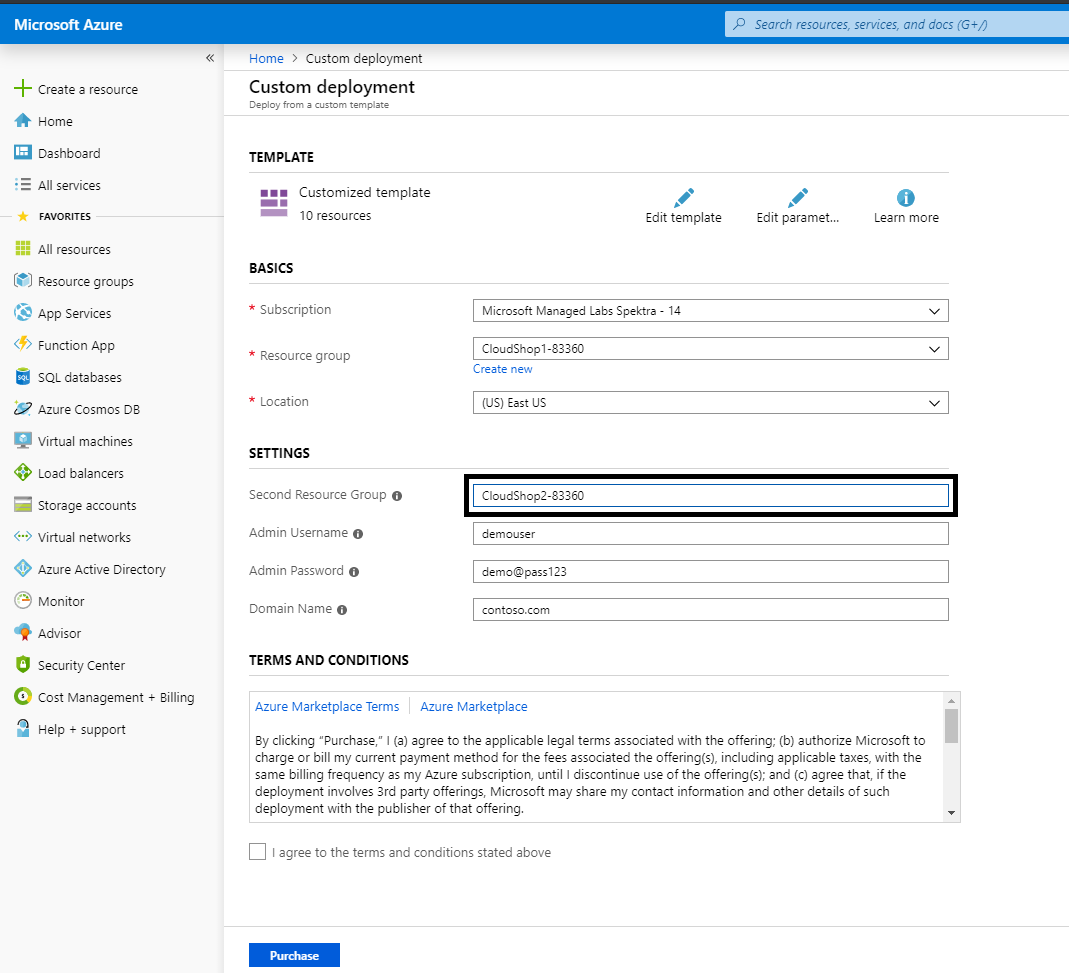 Microsoft Azure
Search resources, services, and docs (G+/)
«
Create a resource
Home
Dashboard
All services
FAVORITES
All resources
Resource groups
App Services
Function App
SQL databases
Azure Cosmos DB
Virtual machines
Load balancers
Storage accounts
Virtual networks
Azure Active Directory
Monitor
Advisor
Security Center
Cost Management + Billing
Help + support
Home > Custom deployment
Custom deployment
Deploy from a custom template
TEMPLATE
Customized template
10 resources
Edit template
Edit paramet...
Learn more
BASICS
* Subscription
Microsoft Managed Labs Spektra - 14
* Resource group
CloudShop1-83360
Create new
* Location
(US) East US
SETTINGS
Second Resource Group
CloudShop2-83360
Admin Username
demouser
Admin Password
demo@pass123
Domain Name
contoso.com
TERMS AND CONDITIONS
Azure Marketplace Terms | Azure Marketplace
By clicking “Purchase,” I (a) agree to the applicable legal terms associated with the offering; (b) authorize Microsoft to
charge or bill my current payment method for the fees associated the offering(s), including applicable taxes, with the
same billing frequency as my Azure subscription, until I discontinue use of the offering(s); and (c) agree that, if the
deployment involves 3rd party offerings, Microsoft may share my contact information and other details of such
deployment with the publisher of that offering.
I agree to the terms and conditions stated above
Purchase